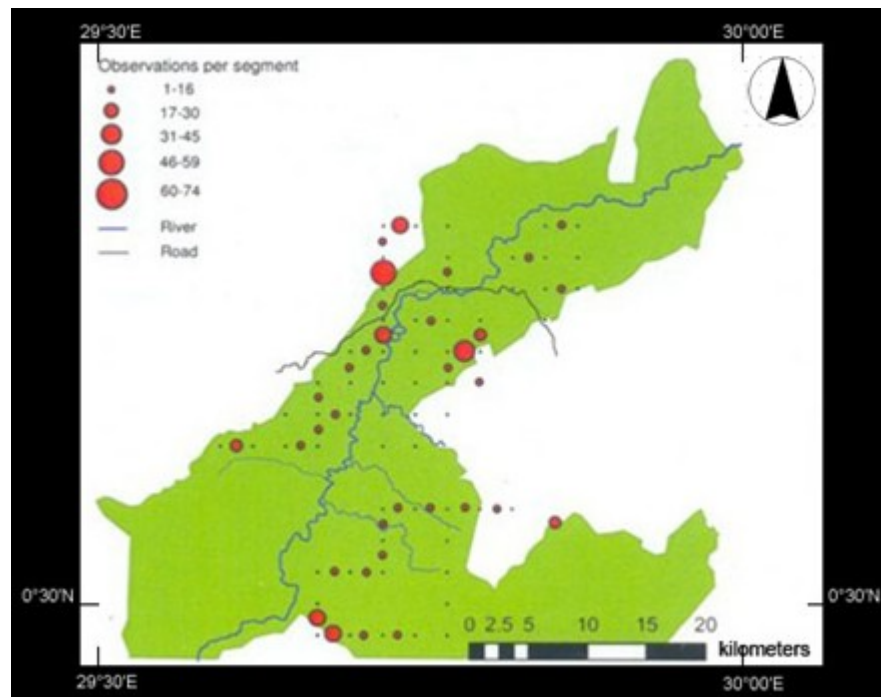 29°30'E 30°00'E
Observations per segment
1-16
17-30
31-45
46-59
60-74
River
Road
0°30'N 0°30'N
0 2.5 5 10 15 20
kilometers
29°30'E 30°00'E